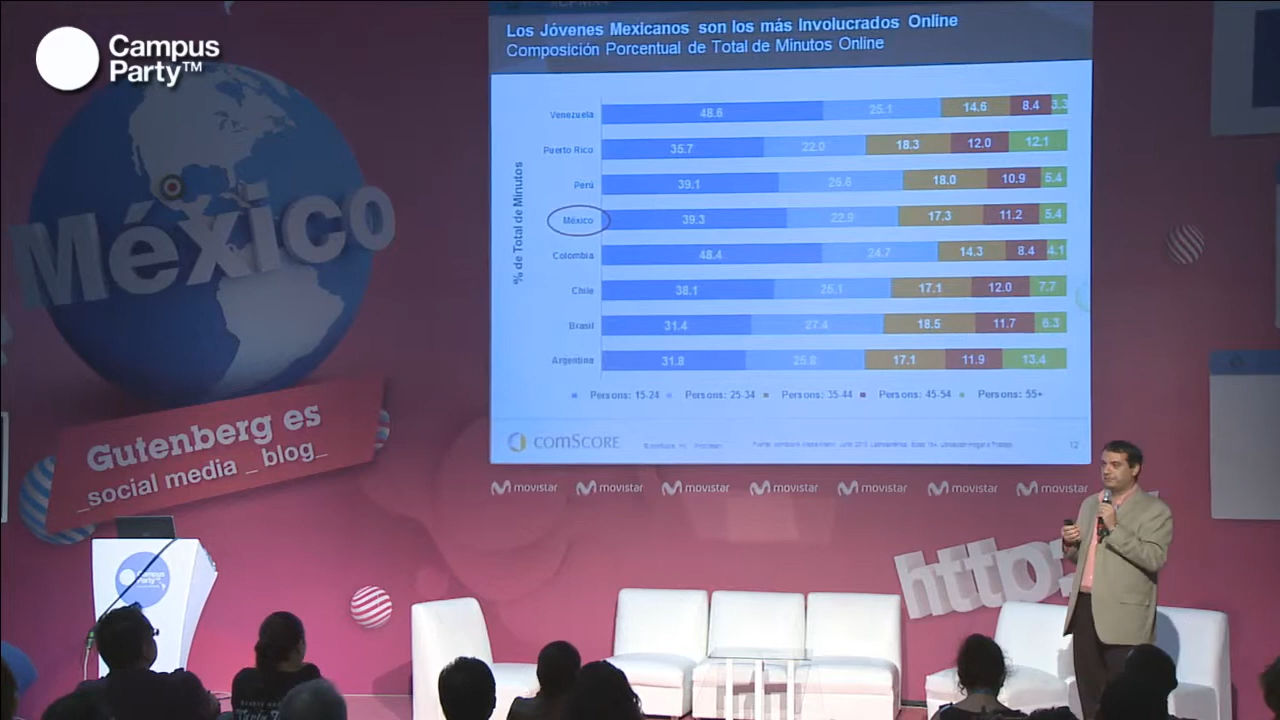 Campus
Party™
México
Gutenberg es
_social media _ blog_
Campus
Party™
Los Jóvenes Mexicanos son los más Involucrados Online
Composición Porcentual de Total de Minutos Online
% de Total de Minutos
Venezuela 48.6 25.1 14.6 8.4 3.3
Puerto Rico 35.7 22.0 18.3 12.0 12.1
Perú 39.1 26.6 18.0 10.9 5.4
México 39.3 22.9 17.3 11.2 5.4
Colombia 48.4 24.7 14.3 8.4 4.1
Chile 38.1 25.1 17.1 12.0 7.7
Brasil 31.4 27.4 18.5 11.7 6.3
Argentina 31.8 25.8 17.1 11.9 13.4
Persons: 15-24 Persons: 25-34 Persons: 35-44 Persons: 45-54 Persons: 55+
comSCORE
12
movistar movistar movistar movistar movistar movistar movistar
http: